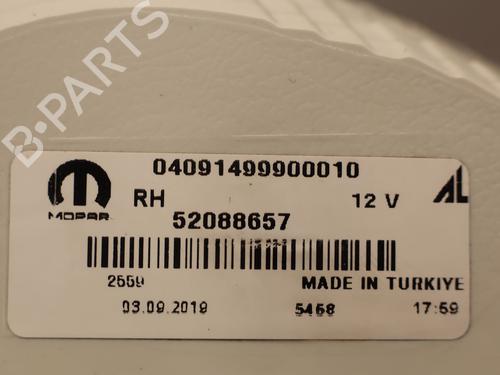 B-PARTS
04091499900010
MOPAR RH 12 V AL
52088657
2559 MADE IN TURKIYE
03.09.2019 5468 17:59